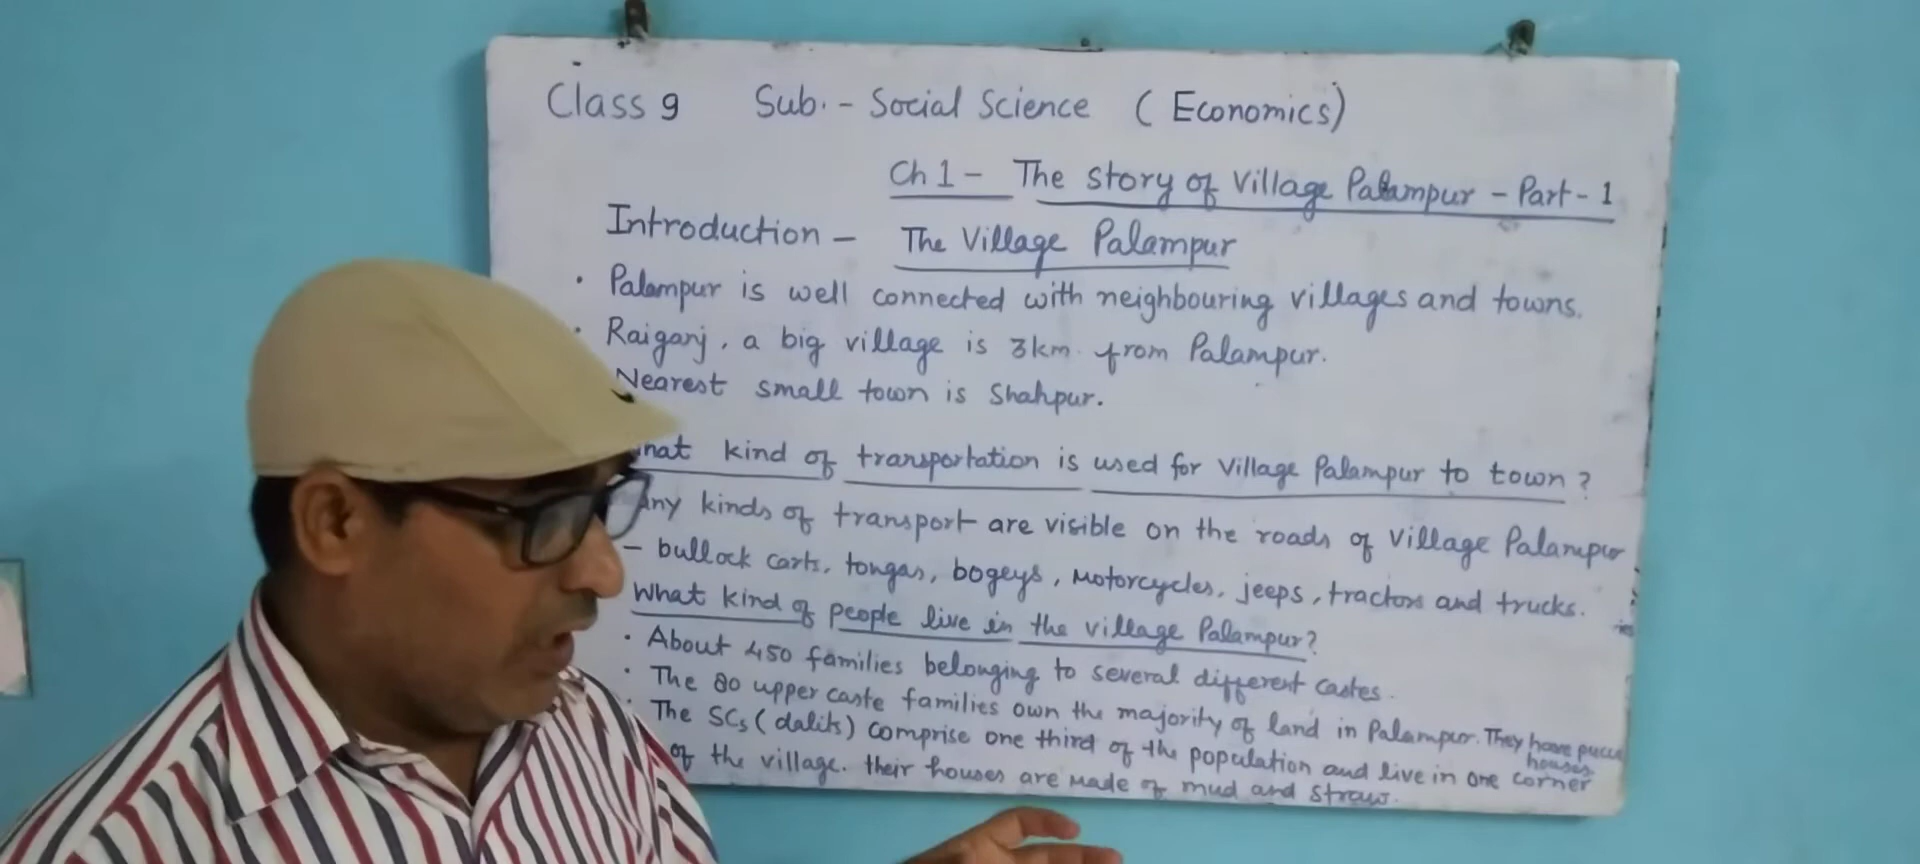 Class 9 Sub. - Social Science ( Economics)
Ch 1 - The Story of Village Palampur - Part - 1
Introduction - The Village Palampur
• Palampur is well connected with neighbouring villages and towns.
• Raiganj, a big village is 3km. from Palampur.
Nearest small town is Shahpur.
kind of transportation is used for Village Palampur to town ?
kinds of transport are visible on the roads of Village Palampur
- bullock carts, tongas, bogeys, Motorcycles, jeeps, tractors and trucks.
What kind of people live in the village Palampur?
• About 450 families belonging to several different castes.
• The 80 upper caste families own the majority of land in Palampur. They have pucca houses.
• The SCs (dalits) comprise one third of the population and live in one corner
of the village. their houses are made of mud and straw.